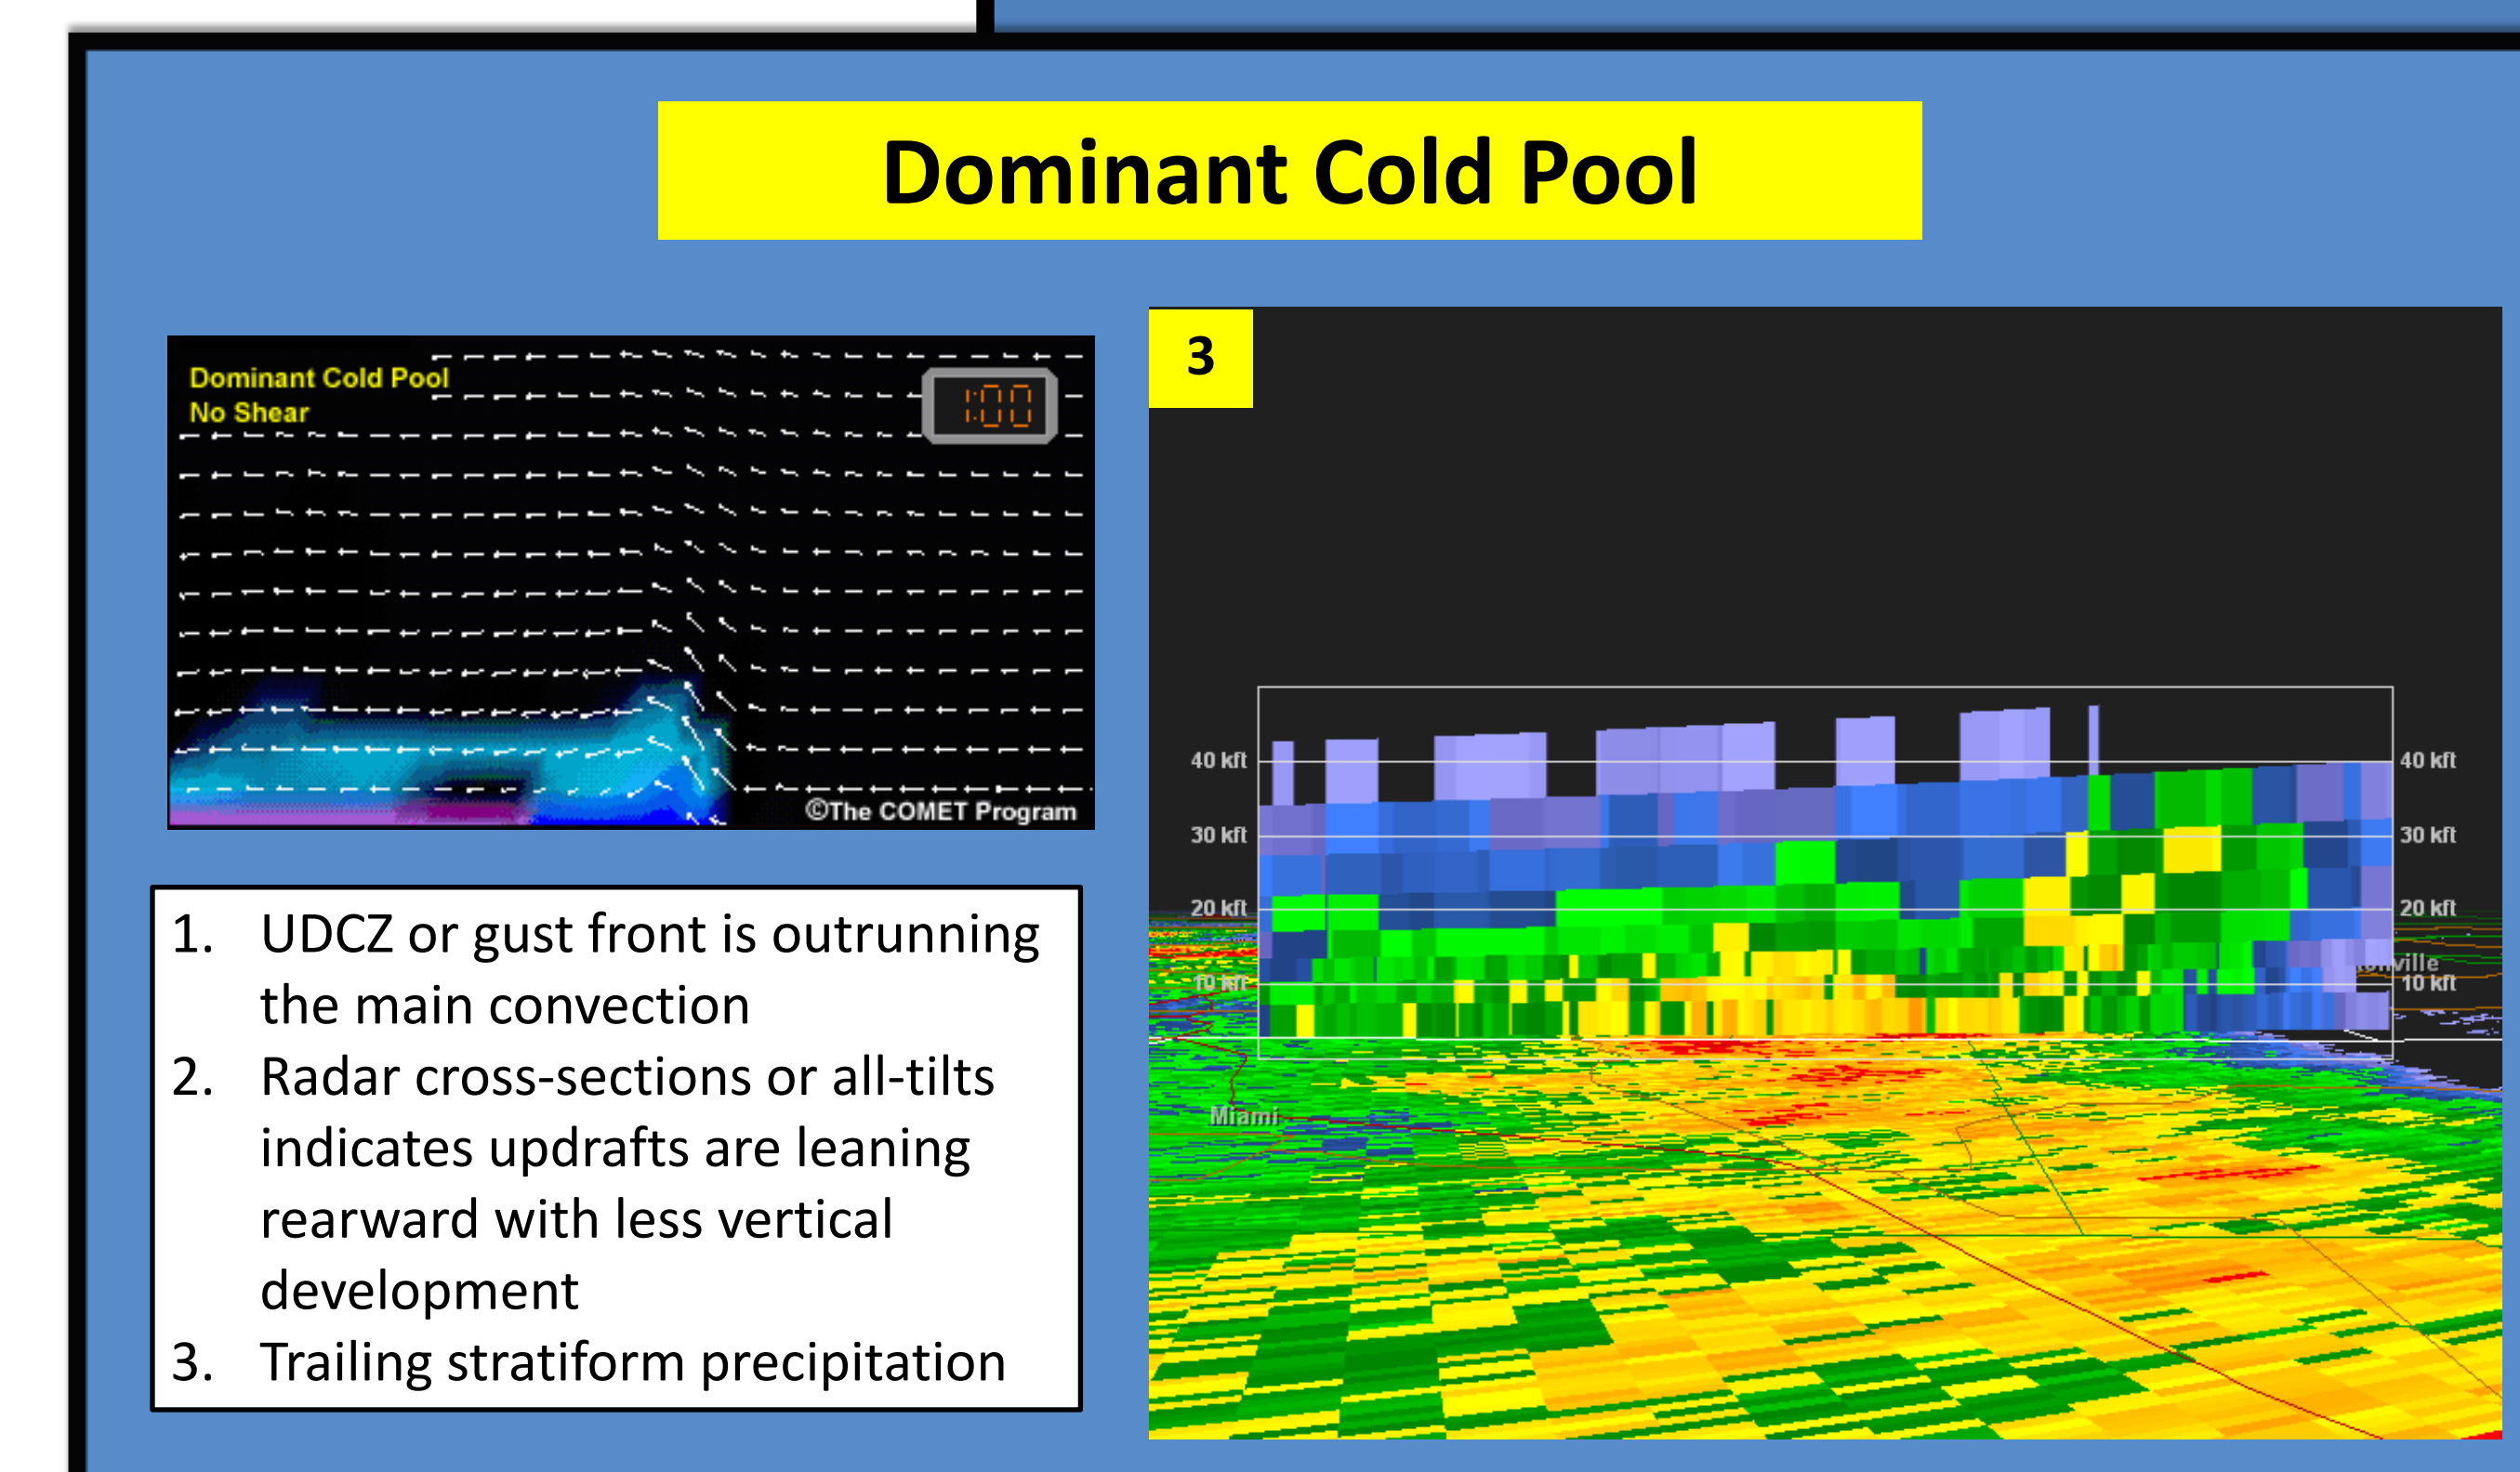 Dominant Cold Pool
Dominant Cold Pool
No Shear
1:00
©The COMET Program
1. UDCZ or gust front is outrunning
the main convection
2. Radar cross-sections or all-tilts
indicates updrafts are leaning
rearward with less vertical
development
3. Trailing stratiform precipitation
3
40 kft
40 kft
30 kft
30 kft
20 kft
20 kft
10 kft
10 kft
Miami